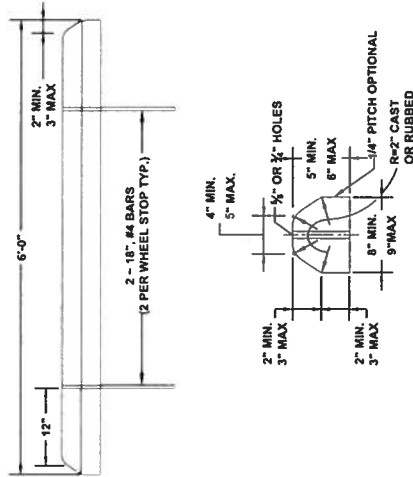 6'-0"
2" MIN.
3" MAX
12"
2 – 18", #4 BARS
(2 PER WHEEL STOP TYP.)
4" MIN.
5" MAX.
⅝" OR ¾" HOLES
5" MIN.
6" MAX
1/4" PITCH OPTIONAL
R=2" CAST
OR RUBBED
8" MIN.
9"MAX
2" MIN.
3" MAX
2" MIN.
3" MAX